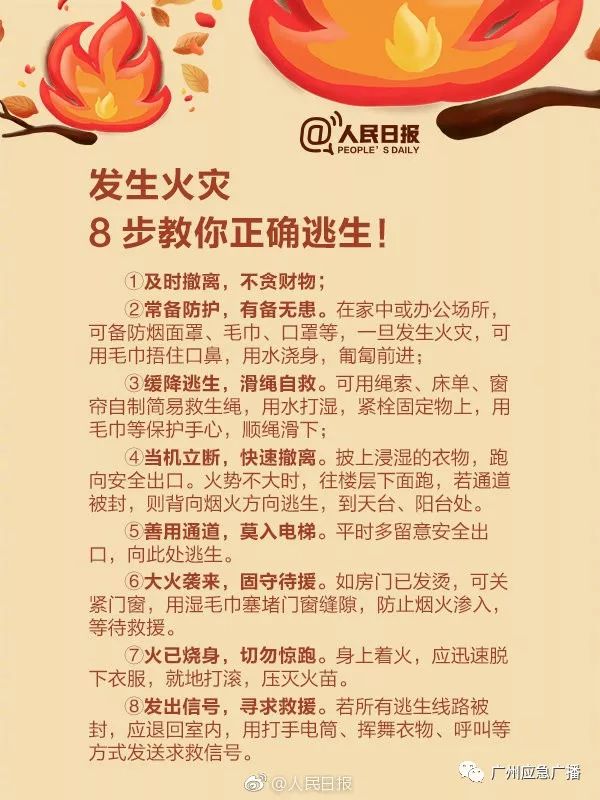 @人民日报
PEOPLE'S DAILY
发生火灾
8 步教你正确逃生!
①及时撤离，不贪财物；
②常备防护，有备无患。在家中或办公场所，
可备防烟面罩、毛巾、口罩等，一旦发生火灾，可
用毛巾捂住口鼻，用水浇身，匍匐前进；
③缓降逃生，滑绳自救。可用绳索、床单、窗
帘自制简易救生绳，用水打湿，紧栓固定物上，用
毛巾等保护手心，顺绳滑下；
④当机立断，快速撤离。披上浸湿的衣物，跑
向安全出口。火势不大时，往楼层下面跑，若通道
被封，则背向烟火方向逃生，到天台、阳台处。
⑤善用通道，莫入电梯。平时多留意安全出
口，向此处逃生。
⑥大火袭来，固守待援。如房门已发烫，可关
紧门窗，用湿毛巾塞堵门窗缝隙，防止烟火渗入，
等待救援。
⑦火已烧身，切勿惊跑。身上着火，应迅速脱
下衣服，就地打滚，压灭火苗。
⑧发出信号，寻求救援。若所有逃生线路被
封，应退回室内，用打手电筒、挥舞衣物、呼叫等
方式发送求救信号。
广州应急广播
@人民日报